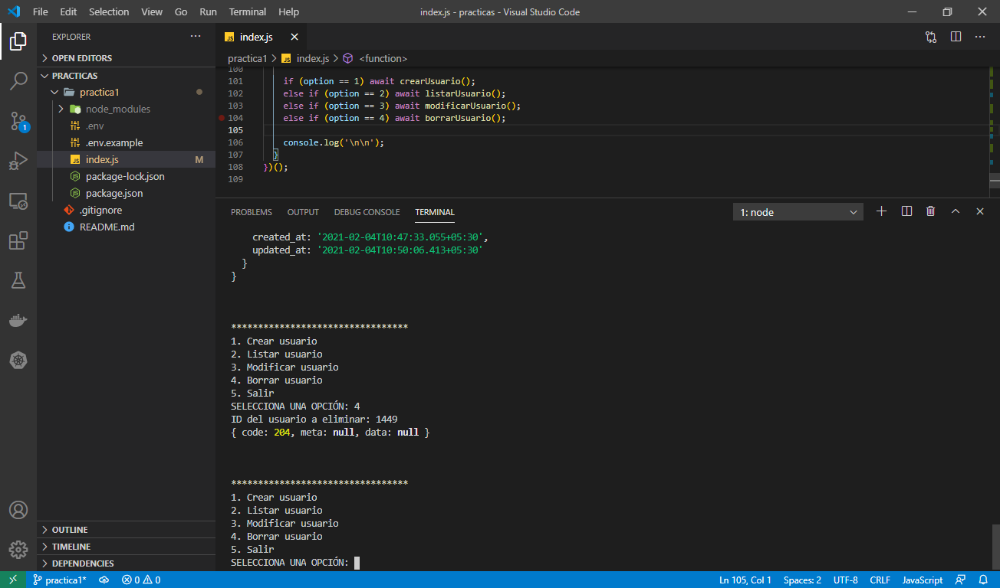 File Edit Selection View Go Run Terminal Help index.js - practicas - Visual Studio Code
EXPLORER
OPEN EDITORS
PRACTICAS
practica1
node_modules
.env
.env.example
index.js M
package-lock.json
package.json
.gitignore
README.md
OUTLINE
TIMELINE
DEPENDENCIES
1
JS index.js
practica1 > JS index.js > <function>
100
101 if (option == 1) await crearUsuario();
102 else if (option == 2) await listarUsuario();
103 else if (option == 3) await modificarUsuario();
104 else if (option == 4) await borrarUsuario();
105
106 console.log('\n\n');
107 }
108 })();
109
PROBLEMS OUTPUT DEBUG CONSOLE TERMINAL 1: node
created_at: '2021-02-04T10:47:33.055+05:30',
updated_at: '2021-02-04T10:50:06.413+05:30'
}
}
*********************************
1. Crear usuario
2. Listar usuario
3. Modificar usuario
4. Borrar usuario
5. Salir
SELECCIONA UNA OPCIÓN: 4
ID del usuario a eliminar: 1449
{ code: 204, meta: null, data: null }
*********************************
1. Crear usuario
2. Listar usuario
3. Modificar usuario
4. Borrar usuario
5. Salir
SELECCIONA UNA OPCIÓN:
practica1* 0 0 Ln 105, Col 1 Spaces: 2 UTF-8 CRLF JavaScript